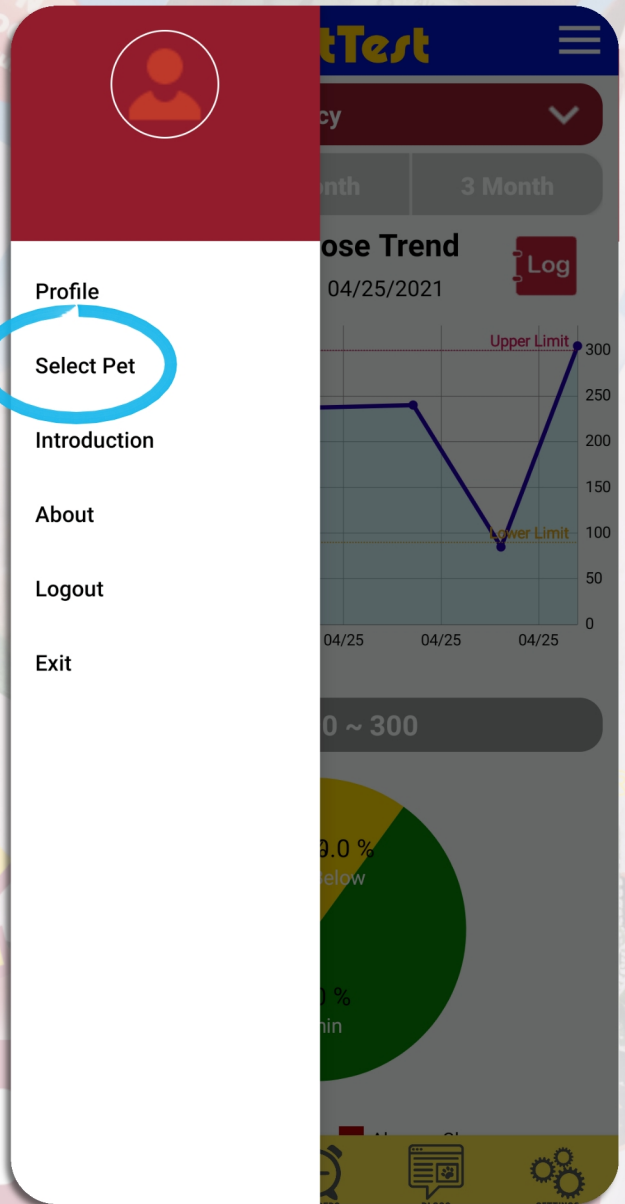 tTest
cy
nth
3 Month
ose Trend
Log
04/25/2021
Profile
Select Pet
Introduction
About
Logout
Exit
Upper Limit
300
250
200
150
Lower Limit
100
50
0
04/25
04/25
04/25
0 ~ 300
.0 %
elow
) %
hin